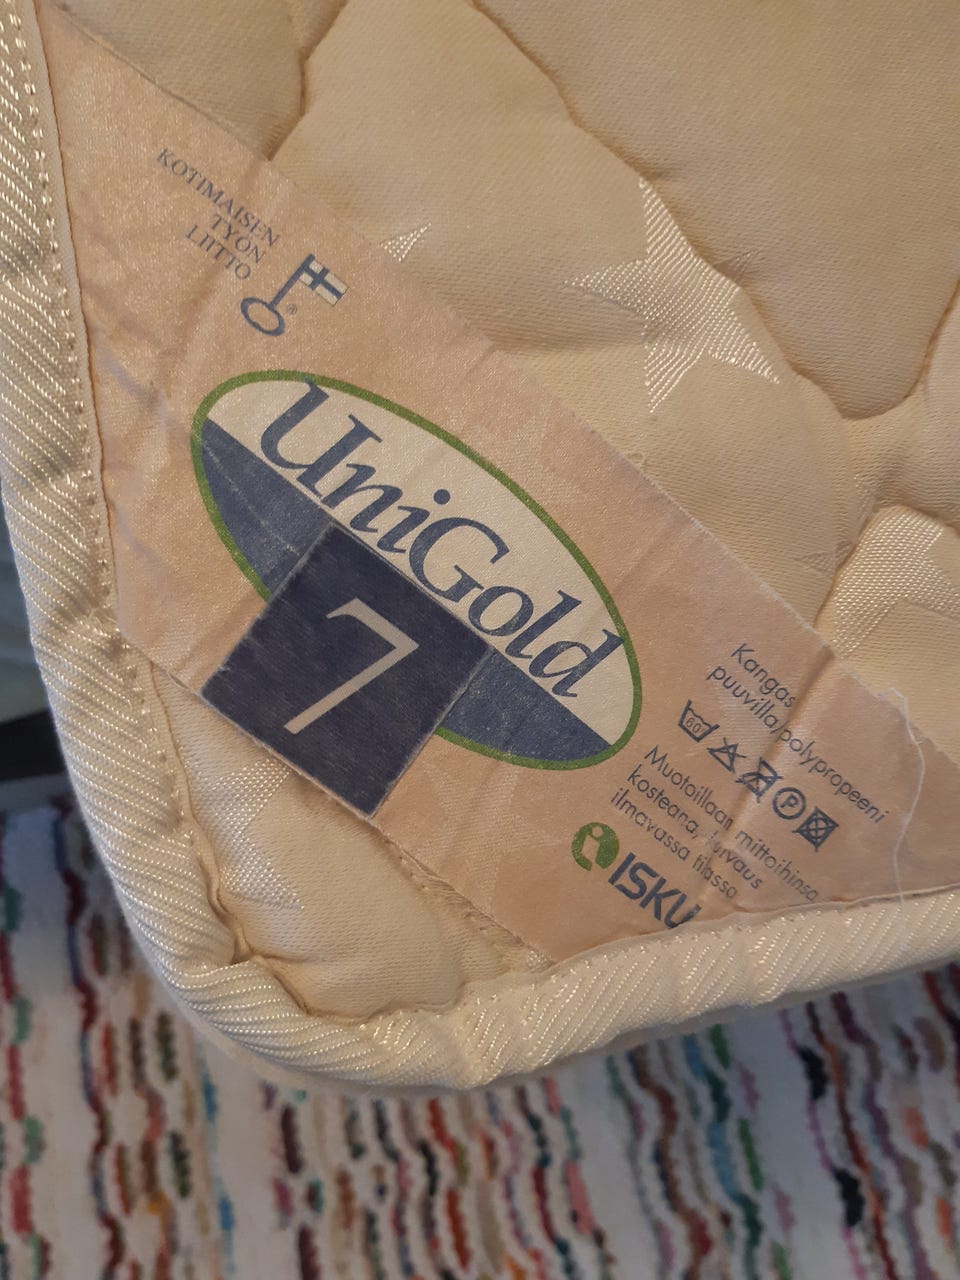 KOTIMAISEN
TYÖN
LIITTO
®
UniGold
7
Kangas
puuvilla/polypropeeni
60 P
Muotoillaan mittoihinsa
kosteana, kuivaus
ilmavassa tilassa
ISKU